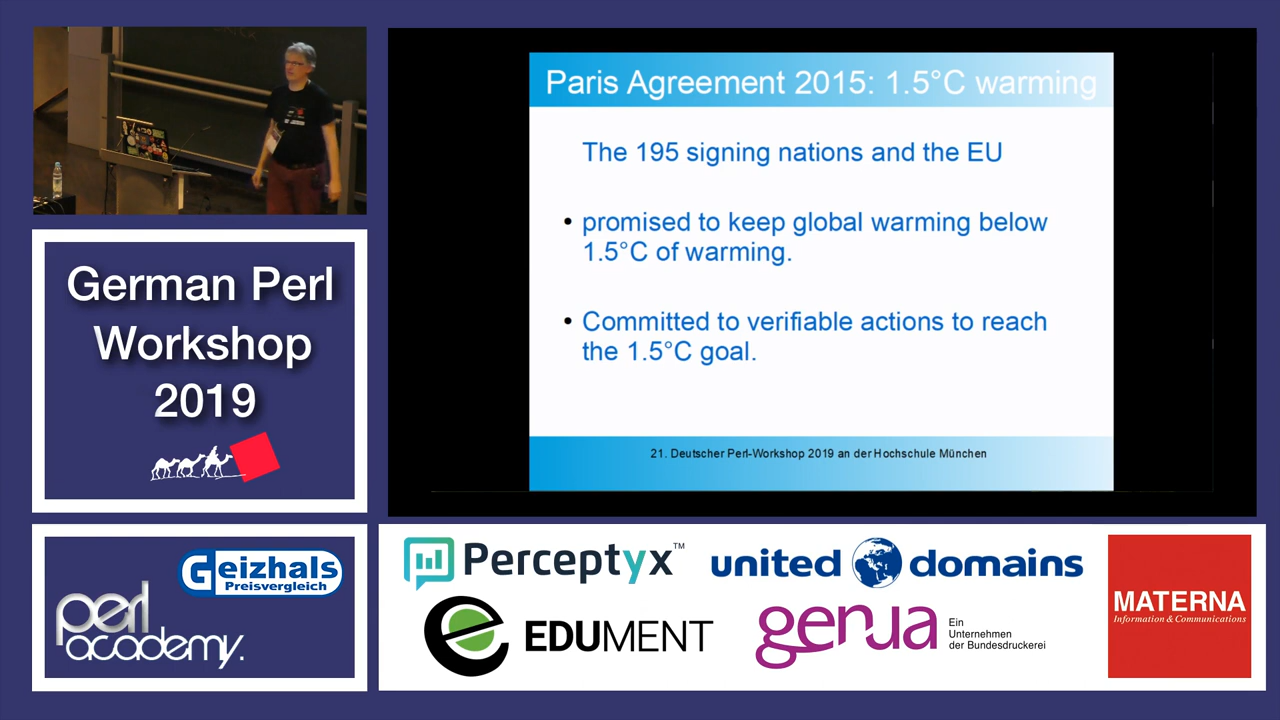 Paris Agreement 2015: 1.5°C warming
The 195 signing nations and the EU
• promised to keep global warming below
1.5°C of warming.
• Committed to verifiable actions to reach
the 1.5°C goal.
21. Deutscher Perl-Workshop 2019 an der Hochschule München
German Perl
Workshop
2019
Geizhals
Preisvergleich
perl
academy.
Perceptyx™
united domains
EDUMENT
genua
Ein
Unternehmen
der Bundesdruckerei
MATERNA
Information & Communications